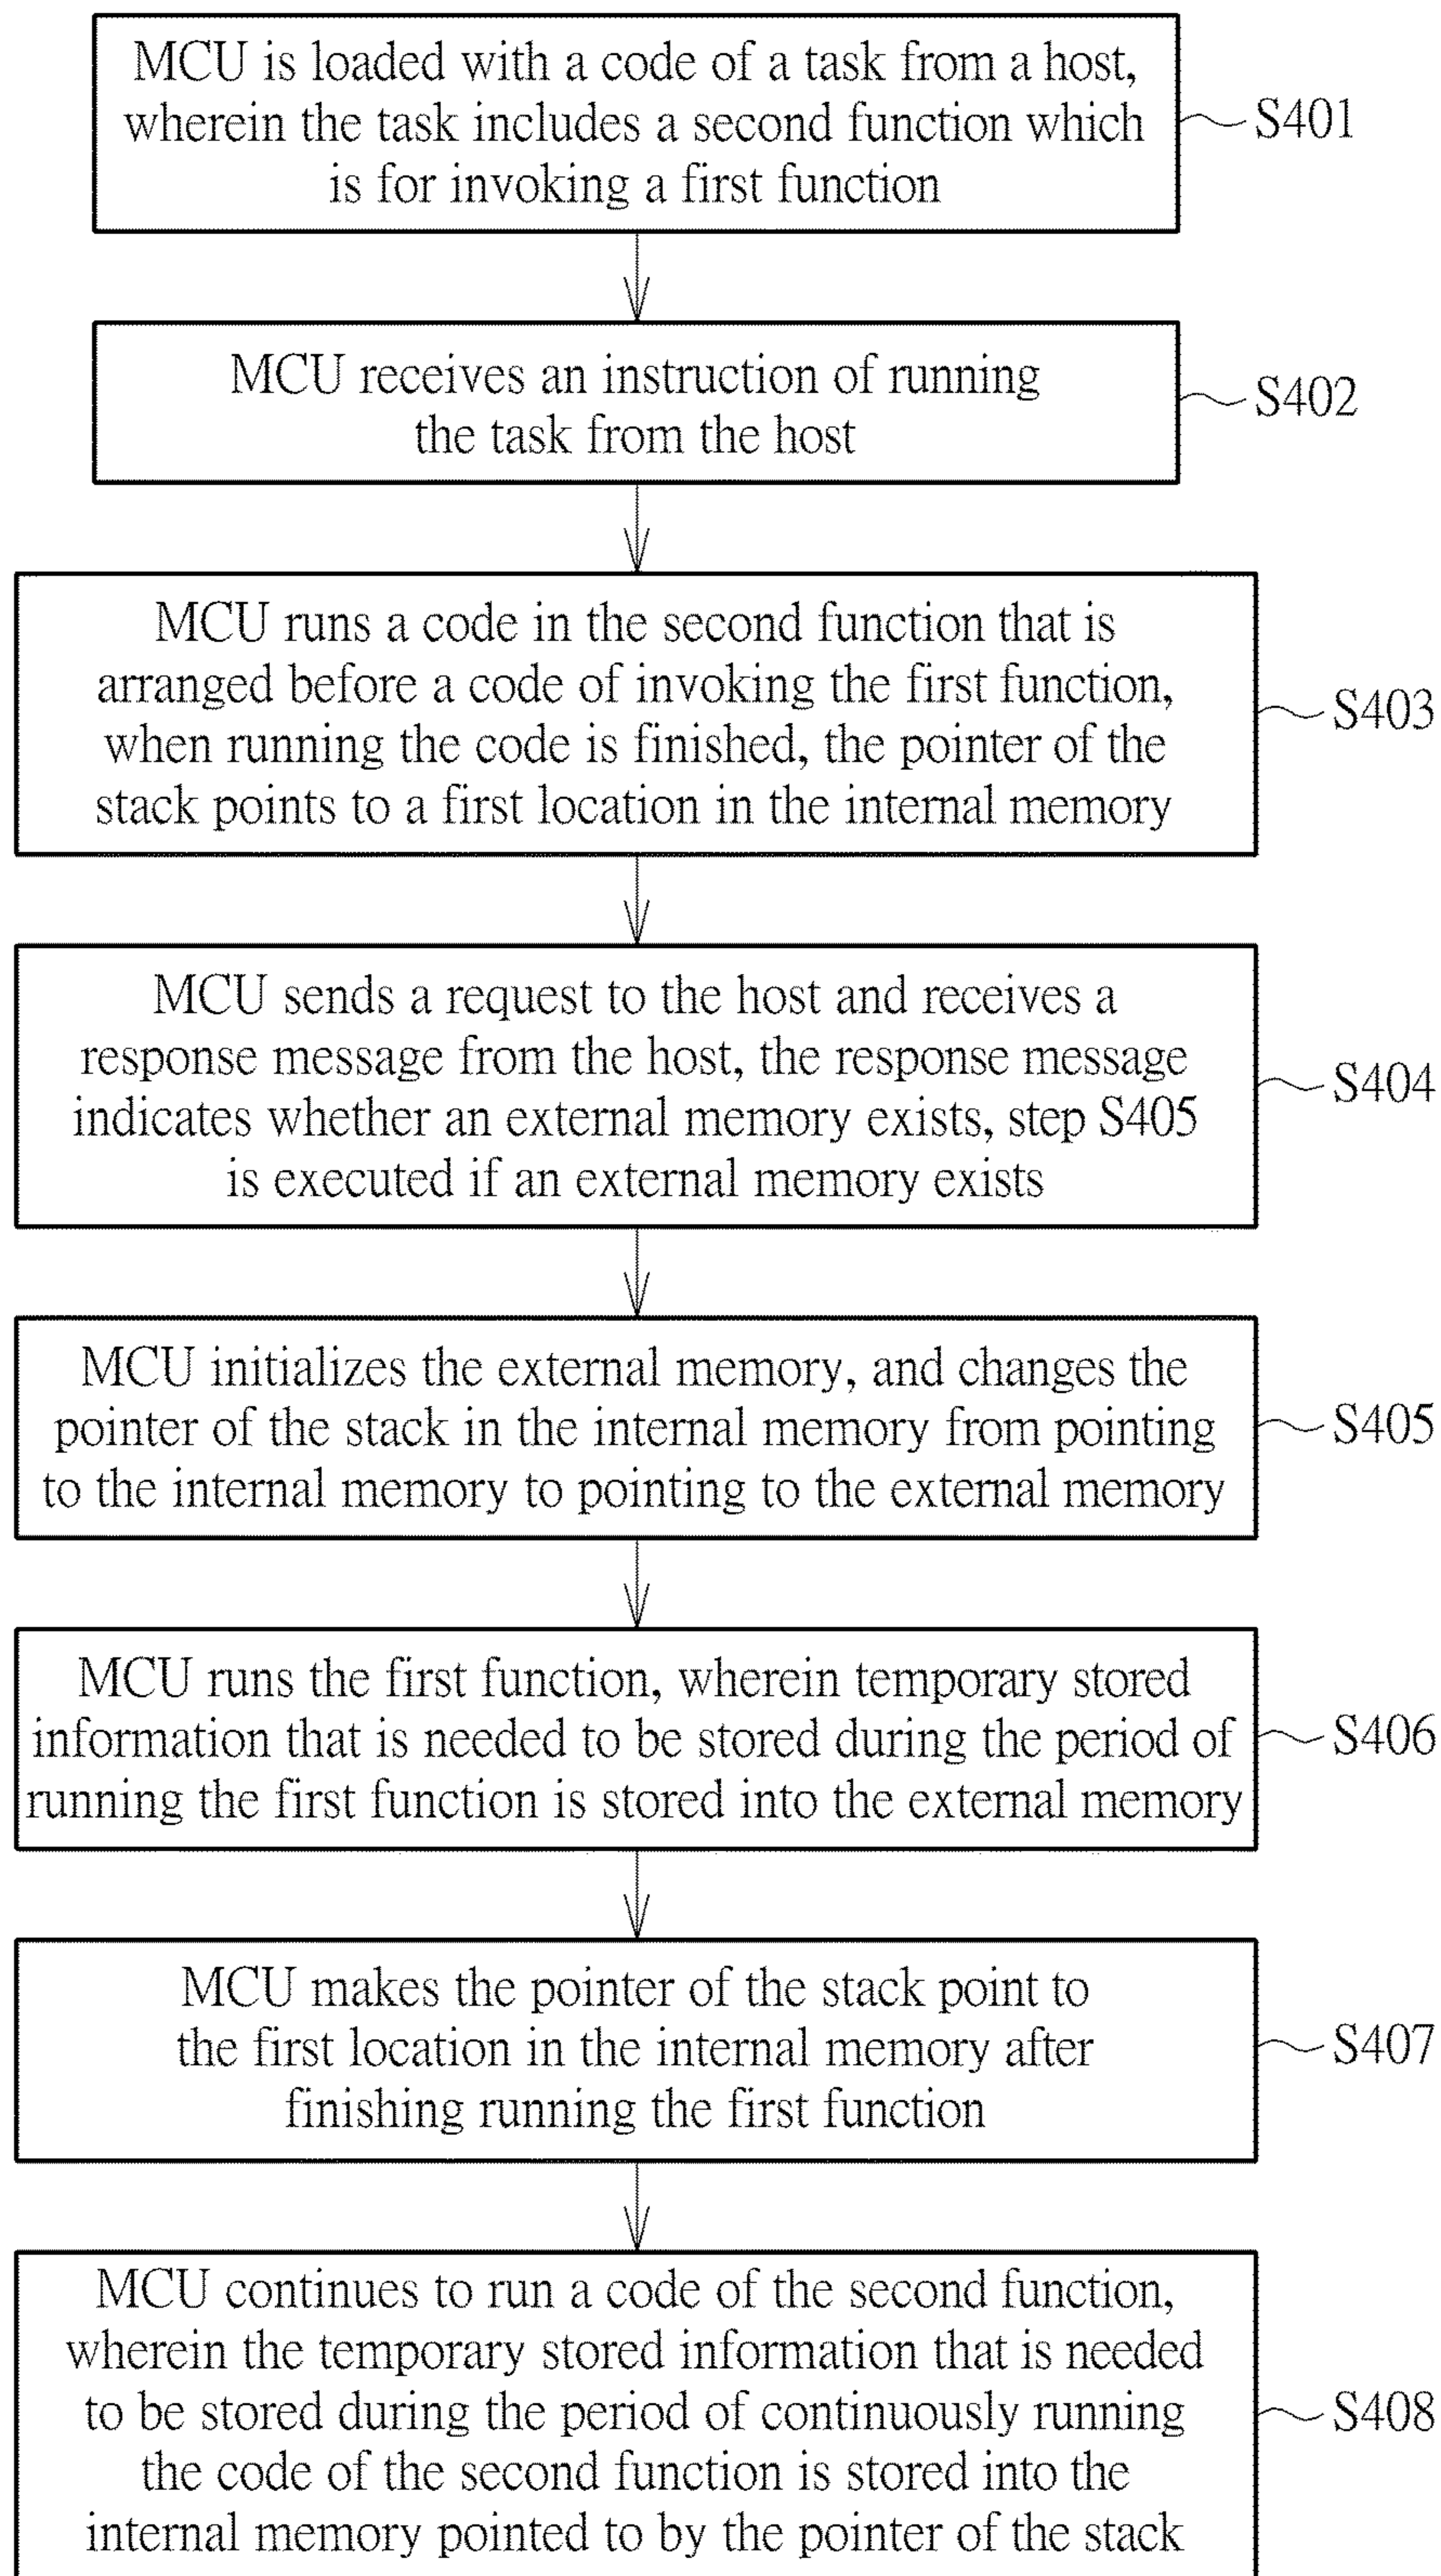 MCU is loaded with a code of a task from a host,
wherein the task includes a second function which
is for invoking a first function
S401
MCU receives an instruction of running
the task from the host
S402
MCU runs a code in the second function that is
arranged before a code of invoking the first function,
when running the code is finished, the pointer of the
stack points to a first location in the internal memory
S403
MCU sends a request to the host and receives a
response message from the host, the response message
indicates whether an external memory exists, step S405
is executed if an external memory exists
S404
MCU initializes the external memory, and changes the
pointer of the stack in the internal memory from pointing
to the internal memory to pointing to the external memory
S405
MCU runs the first function, wherein temporary stored
information that is needed to be stored during the period of
running the first function is stored into the external memory
S406
MCU makes the pointer of the stack point to
the first location in the internal memory after
finishing running the first function
S407
MCU continues to run a code of the second function,
wherein the temporary stored information that is needed
to be stored during the period of continuously running
the code of the second function is stored into the
internal memory pointed to by the pointer of the stack
S408